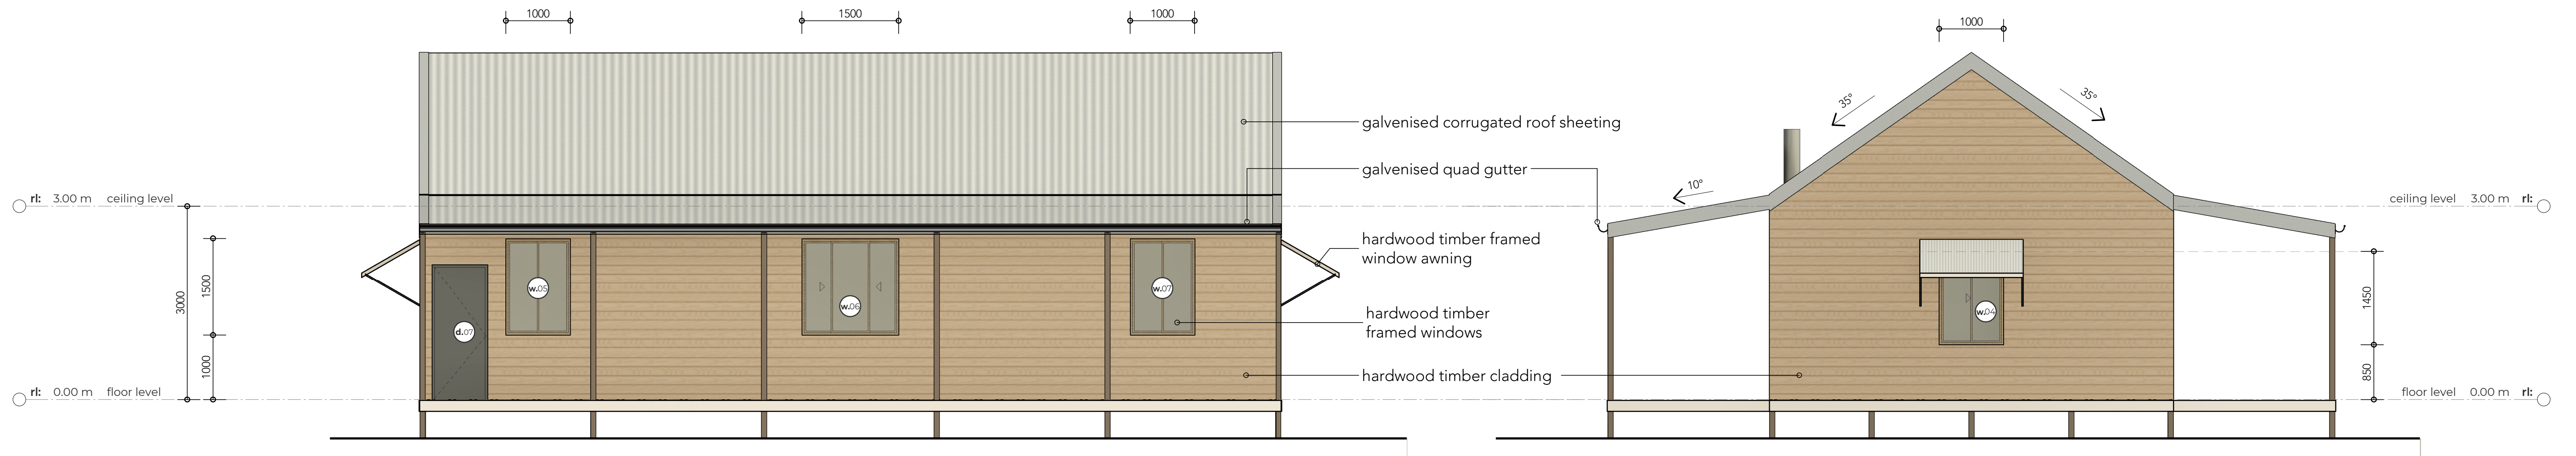 1000
1500
1000
1000
galvenised corrugated roof sheeting
galvenised quad gutter
35°
35°
10°
rl: 3.00 m ceiling level
ceiling level 3.00 m rl:
hardwood timber framed
window awning
hardwood timber
framed windows
hardwood timber cladding
3000
1500
1000
w.05
w.06
w.07
d.07
w.04
1450
850
rl: 0.00 m floor level
floor level 0.00 m rl: